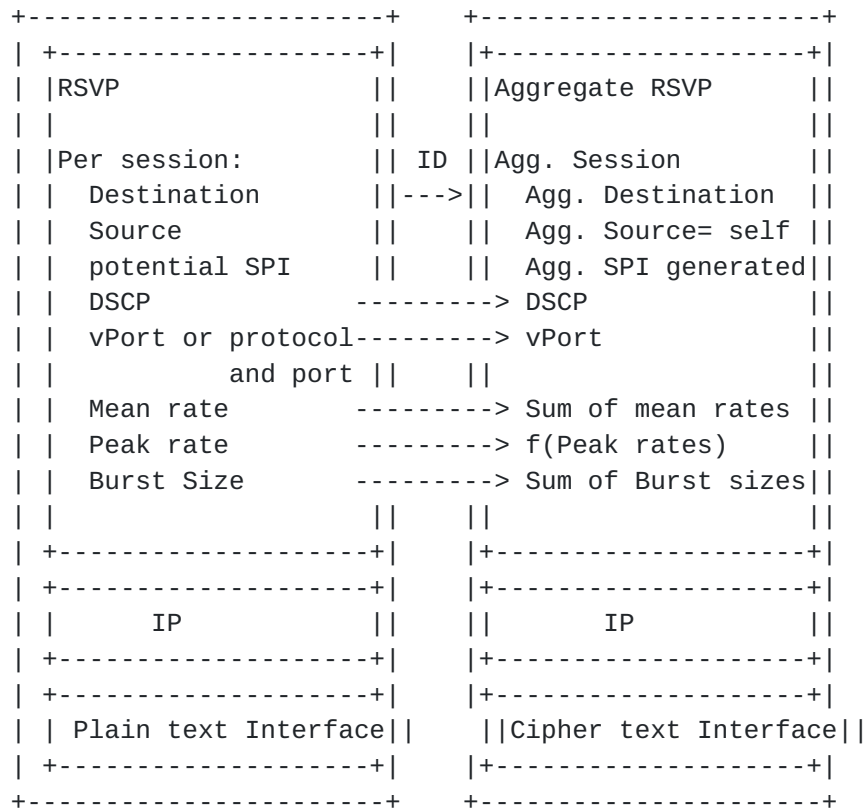 +-----------------------+    +----------------------+
| +--------------------+|    |+--------------------+|
| |RSVP                ||    ||Aggregate RSVP      ||
| |                    ||    ||                    ||
| |Per session:        || ID ||Agg. Session        ||
| |  Destination       ||--->||  Agg. Destination  ||
| |  Source            ||    ||  Agg. Source= self ||
| |  potential SPI     ||    ||  Agg. SPI generated||
| |  DSCP             ---------> DSCP              ||
| |  vPort or protocol---------> vPort             ||
| |           and port ||    ||                    ||
| |  Mean rate        ---------> Sum of mean rates ||
| |  Peak rate        ---------> f(Peak rates)     ||
| |  Burst Size       ---------> Sum of Burst sizes||
| |                    ||    ||                    ||
| +--------------------+|    |+--------------------+|
| +--------------------+|    |+--------------------+|
| |      IP            ||    ||       IP           ||
| +--------------------+|    |+--------------------+|
| +--------------------+|    |+--------------------+|
| | Plain text Interface||    ||Cipher text Interface||
| +--------------------+|    |+--------------------+|
+-----------------------+    +----------------------+